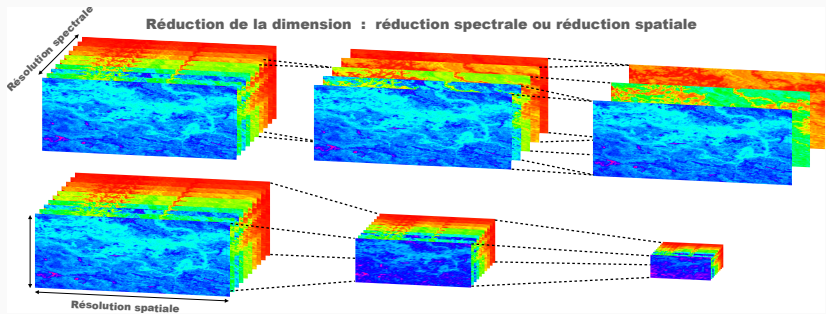 Réduction de la dimension : réduction spectrale ou réduction spatiale
Résolution spectrale
Résolution spatiale